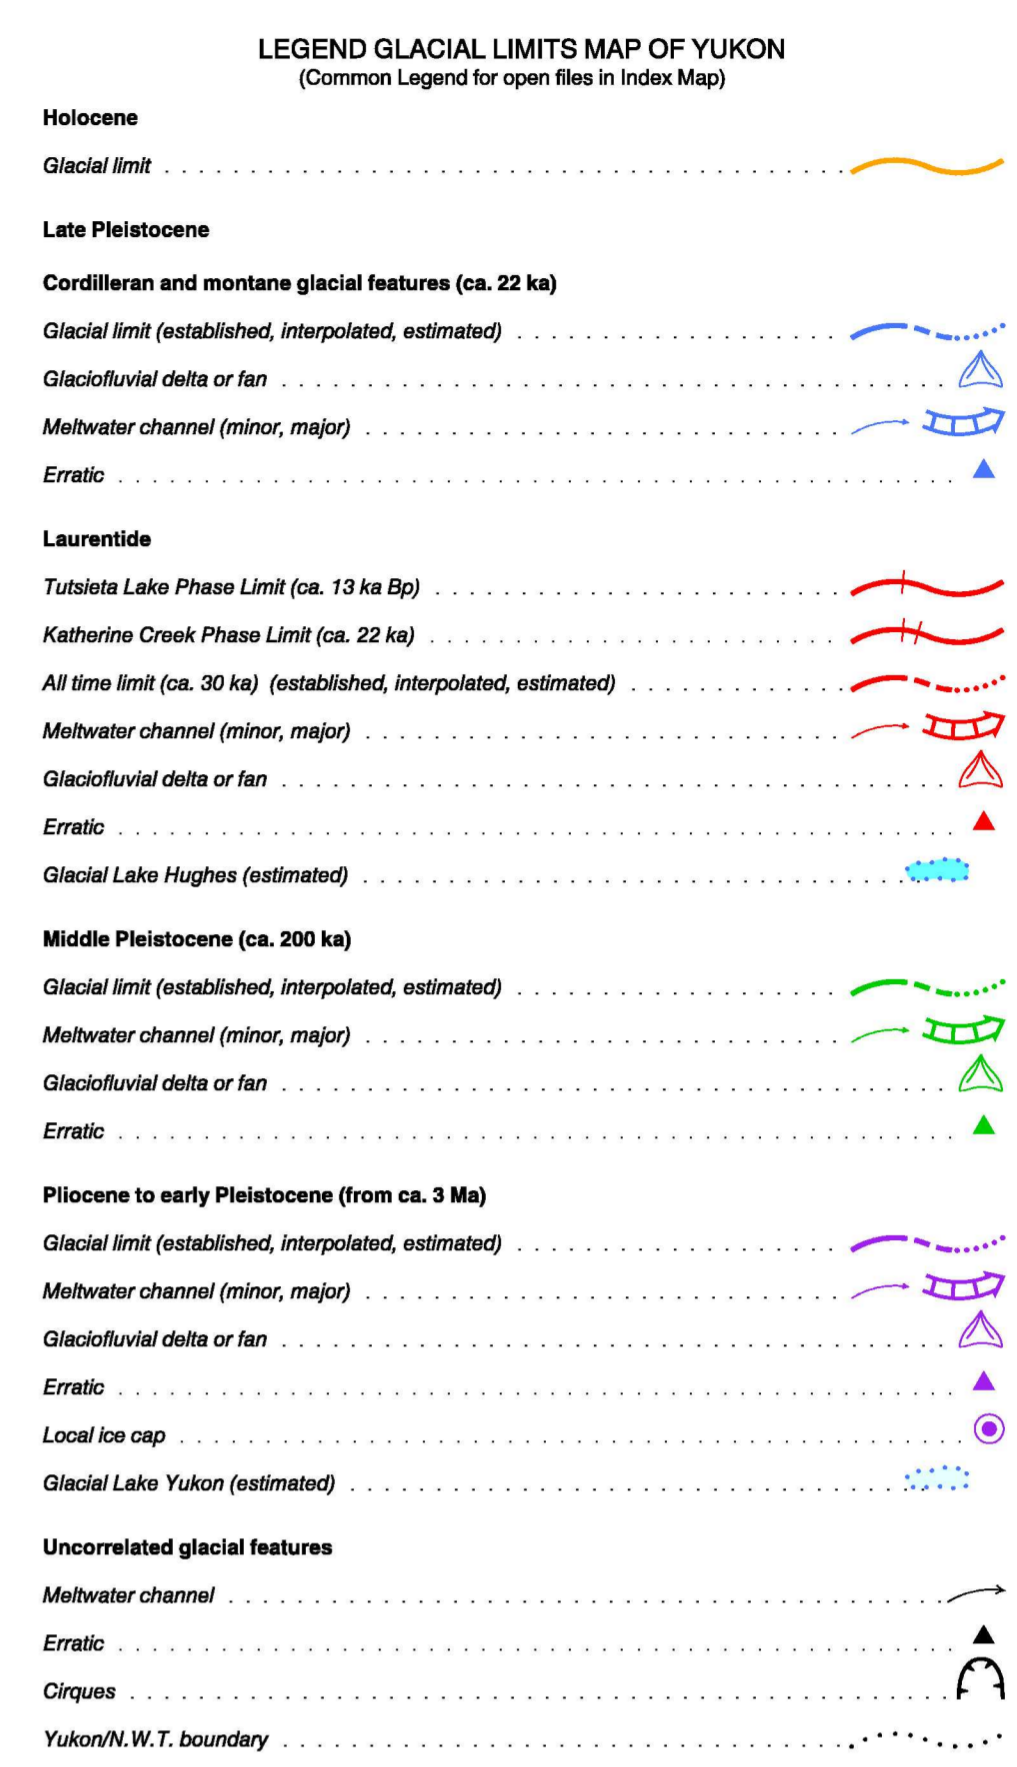 LEGEND GLACIAL LIMITS MAP OF YUKON
(Common Legend for open files in Index Map)
Holocene
Glacial limit
Late Pleistocene
Cordilleran and montane glacial features (ca. 22 ka)
Glacial limit (established, interpolated, estimated)
Glaciofluvial delta or fan
Meltwater channel (minor, major)
Erratic
Laurentide
Tutsieta Lake Phase Limit (ca. 13 ka Bp)
Katherine Creek Phase Limit (ca. 22 ka)
All time limit (ca. 30 ka) (established, interpolated, estimated)
Meltwater channel (minor, major)
Glaciofluvial delta or fan
Erratic
Glacial Lake Hughes (estimated)
Middle Pleistocene (ca. 200 ka)
Glacial limit (established, interpolated, estimated)
Meltwater channel (minor, major)
Glaciofluvial delta or fan
Erratic
Pliocene to early Pleistocene (from ca. 3 Ma)
Glacial limit (established, interpolated, estimated)
Meltwater channel (minor, major)
Glaciofluvial delta or fan
Erratic
Local ice cap
Glacial Lake Yukon (estimated)
Uncorrelated glacial features
Meltwater channel
Erratic
Cirques
Yukon/N.W.T. boundary